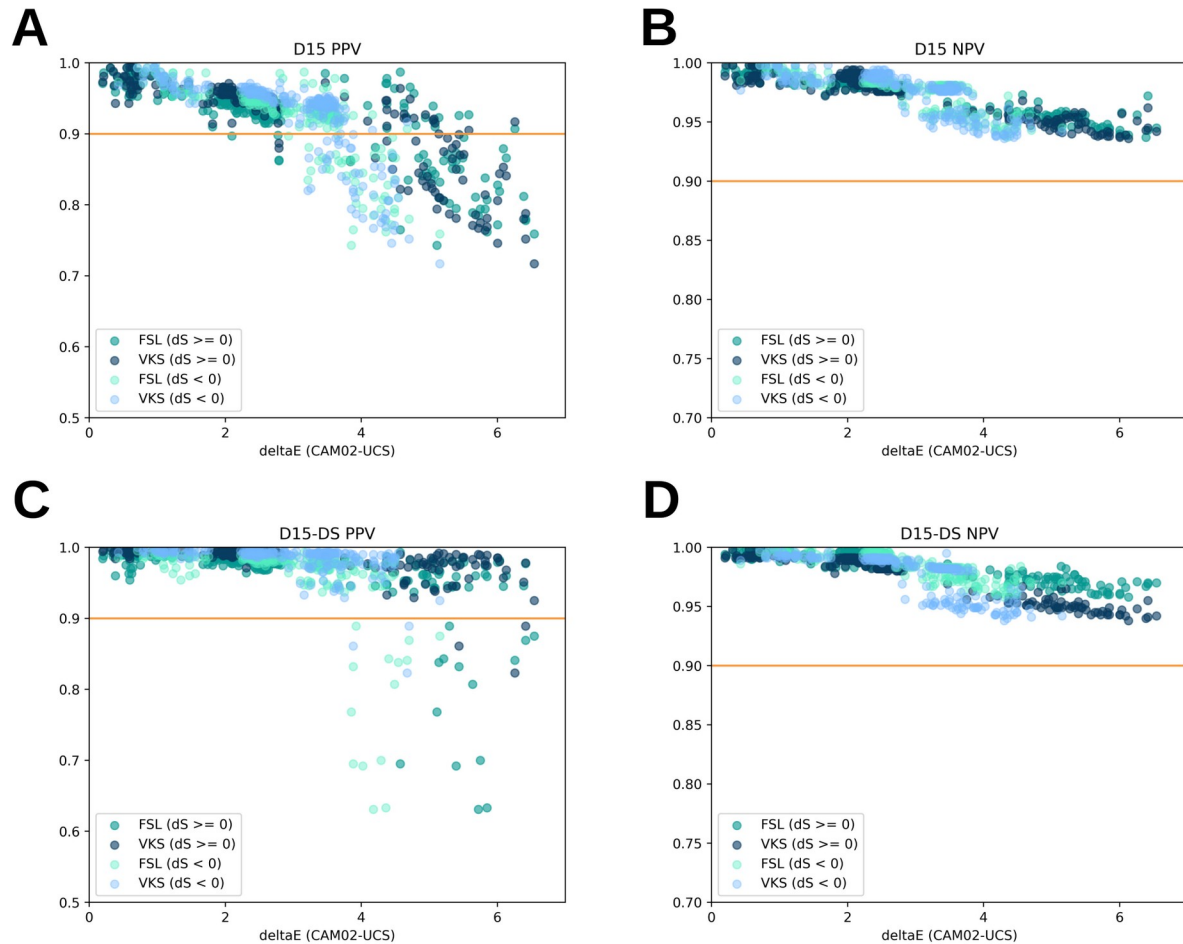 A
D15 PPV
1.0
0.9
0.8
0.7
0.6
0.5
FSL (dS >= 0)
VKS (dS >= 0)
FSL (dS < 0)
VKS (dS < 0)
0 2 4 6
deltaE (CAM02-UCS)
B
D15 NPV
1.00
0.95
0.90
0.85
0.80
0.75
0.70
FSL (dS >= 0)
VKS (dS >= 0)
FSL (dS < 0)
VKS (dS < 0)
0 2 4 6
deltaE (CAM02-UCS)
C
D15-DS PPV
1.0
0.9
0.8
0.7
0.6
0.5
FSL (dS >= 0)
VKS (dS >= 0)
FSL (dS < 0)
VKS (dS < 0)
0 2 4 6
deltaE (CAM02-UCS)
D
D15-DS NPV
1.00
0.95
0.90
0.85
0.80
0.75
0.70
FSL (dS >= 0)
VKS (dS >= 0)
FSL (dS < 0)
VKS (dS < 0)
0 2 4 6
deltaE (CAM02-UCS)